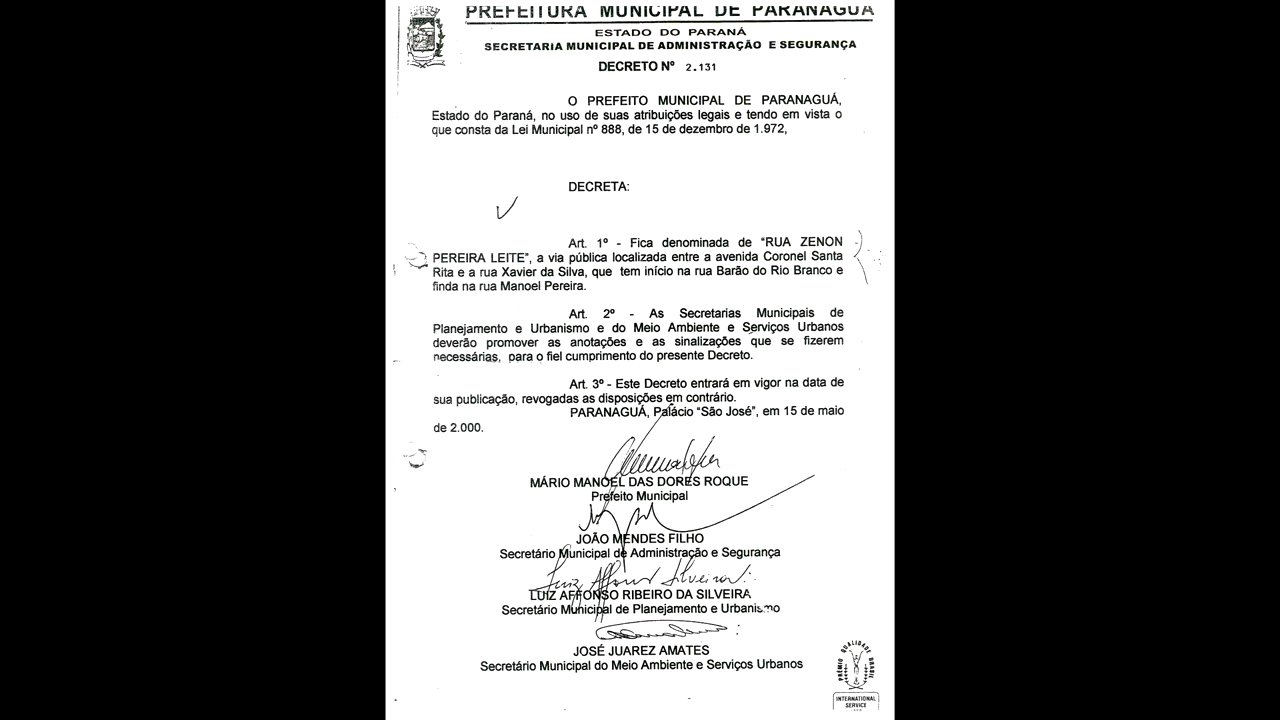 PREFEITURA MUNICIPAL DE PARANAGUÁ
ESTADO DO PARANÁ
SECRETARIA MUNICIPAL DE ADMINISTRAÇÃO E SEGURANÇA
DECRETO Nº 2.131
O PREFEITO MUNICIPAL DE PARANAGUÁ,
Estado do Paraná, no uso de suas atribuições legais e tendo em vista o
que consta da Lei Municipal nº 888, de 15 de dezembro de 1.972,
DECRETA:
Art. 1º - Fica denominada de “RUA ZENON
PEREIRA LEITE”, a via pública localizada entre a avenida Coronel Santa
Rita e a rua Xavier da Silva, que tem início na rua Barão do Rio Branco e
finda na rua Manoel Pereira.
Art. 2º - As Secretarias Municipais de
Planejamento e Urbanismo e do Meio Ambiente e Serviços Urbanos
deverão promover as anotações e as sinalizações que se fizerem
necessárias, para o fiel cumprimento do presente Decreto.
Art. 3º - Este Decreto entrará em vigor na data de
sua publicação, revogadas as disposições em contrário.
PARANAGUÁ, Palácio “São José”, em 15 de maio
de 2.000.
MÁRIO MANOEL DAS DORES ROQUE
Prefeito Municipal
JOÃO MENDES FILHO
Secretário Municipal de Administração e Segurança
Luiz Affonso Silveira
LUIZ AFFONSO RIBEIRO DA SILVEIRA
Secretário Municipal de Planejamento e Urbanismo
JOSÉ JUAREZ AMATES
Secretário Municipal do Meio Ambiente e Serviços Urbanos
PRÊMIO QUALIDADE BRASIL
INTERNATIONAL
SERVICE